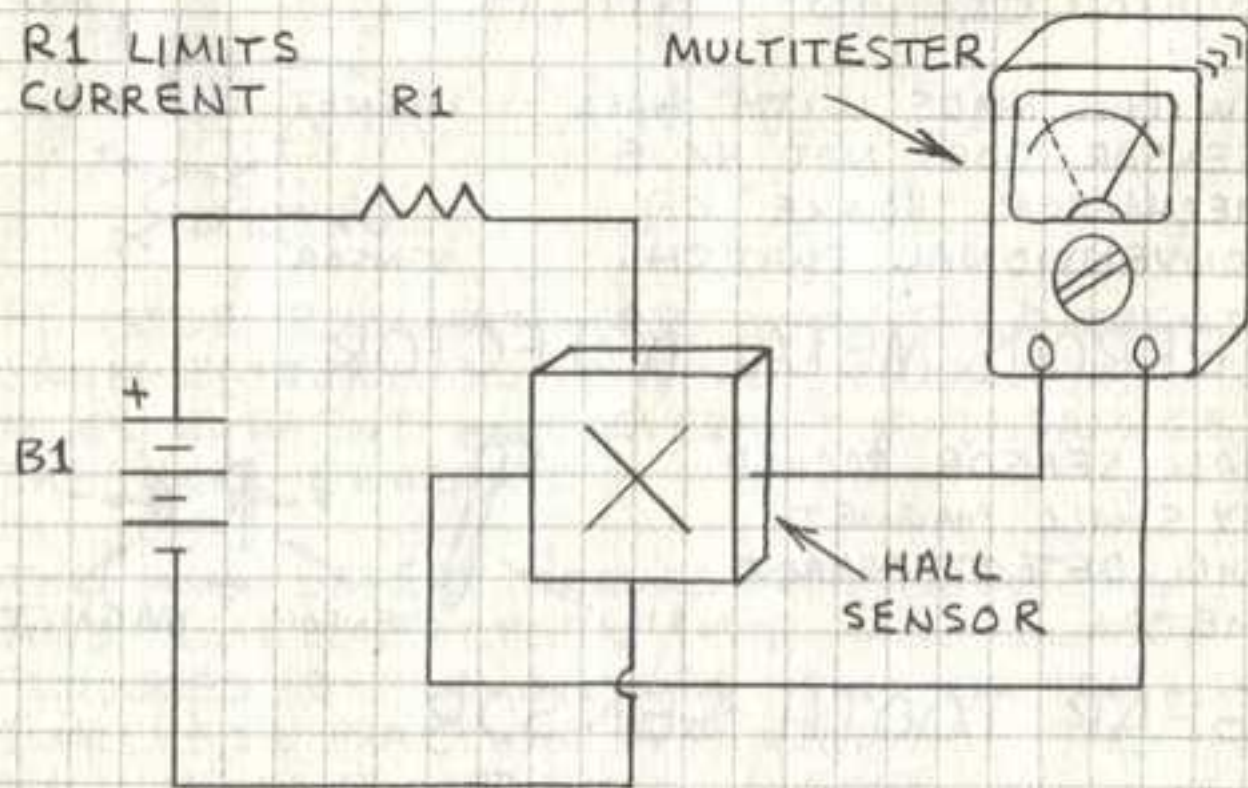 R1 LIMITS
CURRENT
R1
MULTITESTER
+
B1
HALL
SENSOR